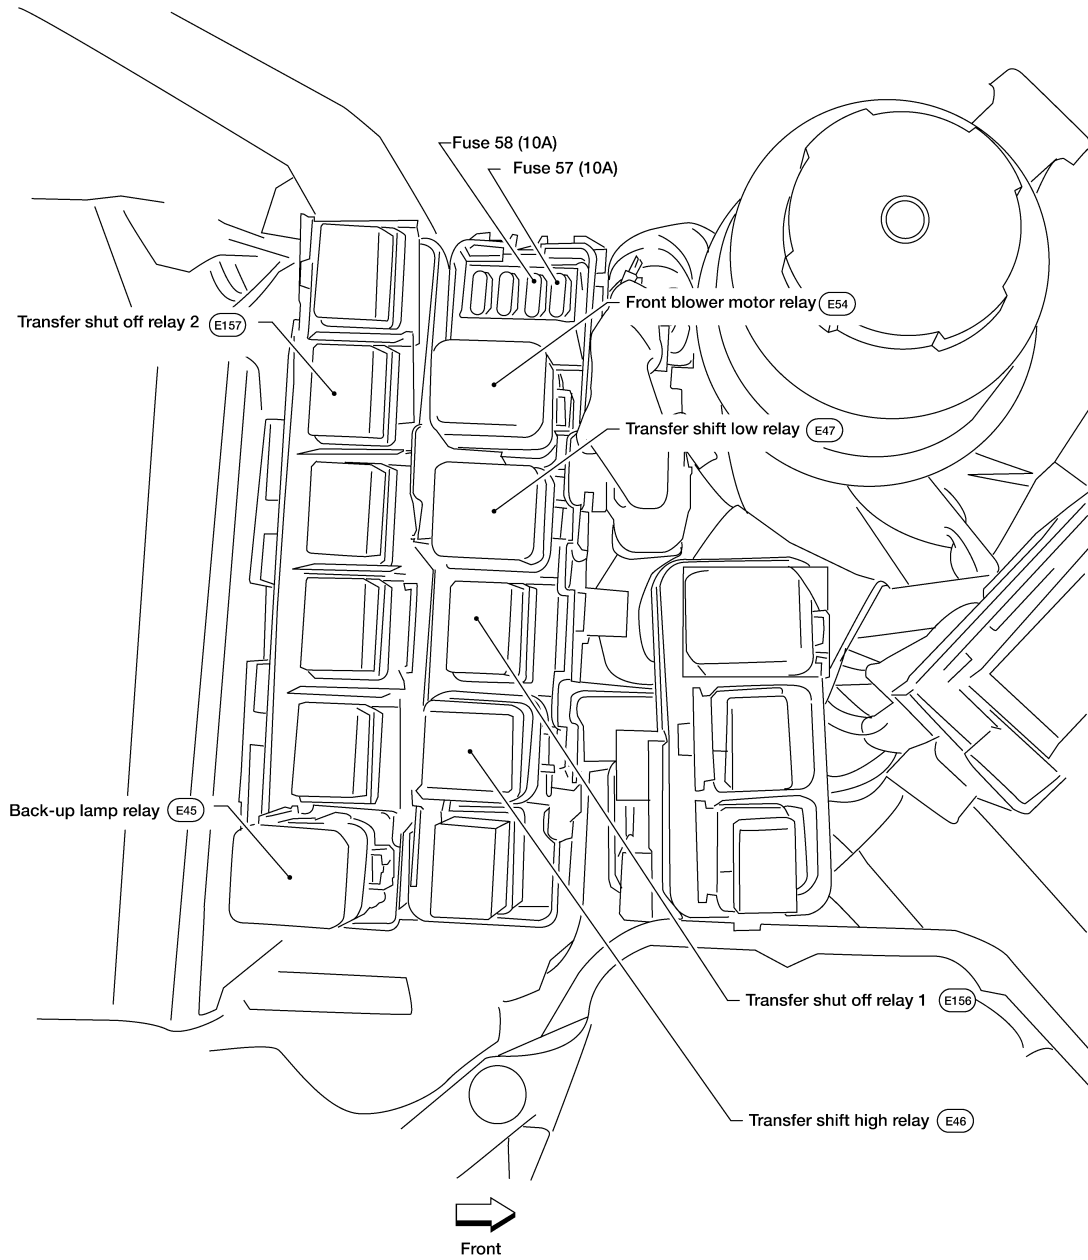 Fuse 58 (10A)
Fuse 57 (10A)
Front blower motor relay E54
Transfer shut off relay 2 E157
Transfer shift low relay E47
Back-up lamp relay E45
Transfer shut off relay 1 E156
Transfer shift high relay E46
Front